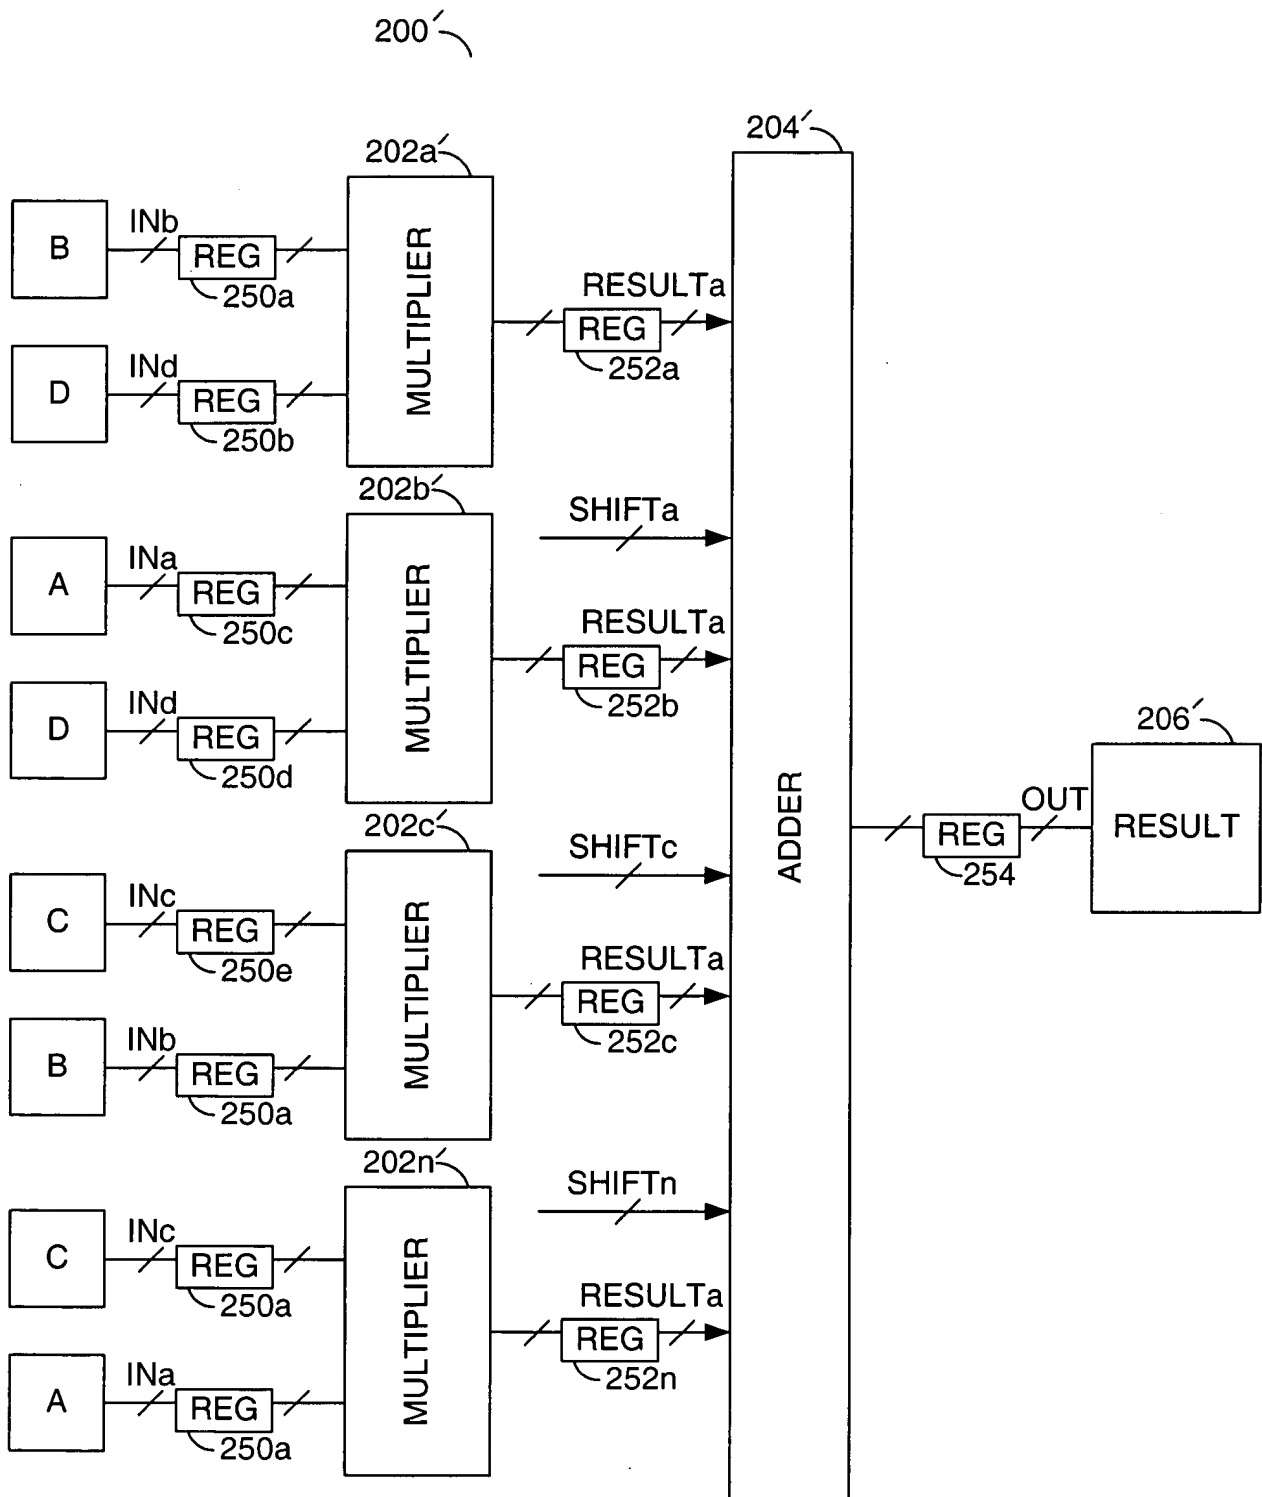 200′
204′
202a′
B
INb
REG
250a
MULTIPLIER
RESULTa
REG
252a
D
INd
REG
250b
202b′
SHIFTa
A
INa
REG
250c
MULTIPLIER
RESULTa
REG
252b
D
INd
REG
250d
ADDER
206′
OUT
REG
254
RESULT
202c′
SHIFTc
C
INc
REG
250e
MULTIPLIER
RESULTa
REG
252c
B
INb
REG
250a
202n′
SHIFTn
C
INc
REG
250a
MULTIPLIER
RESULTa
REG
252n
A
INa
REG
250a